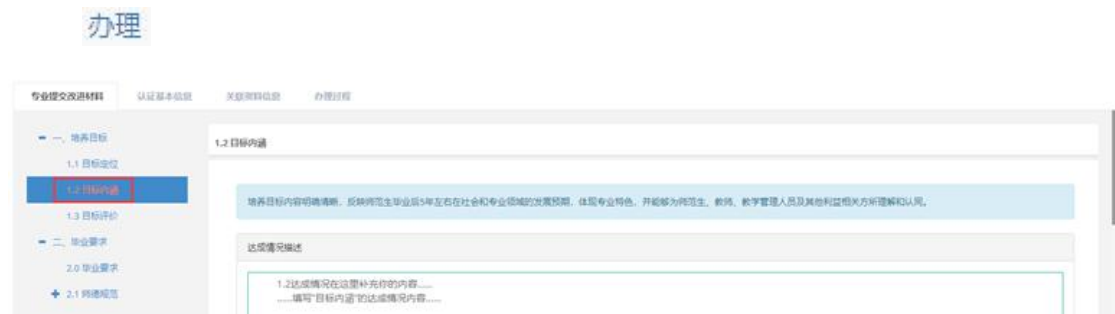 办理
专业提交改进材料 认证基本信息 关联资料信息 办理过程
一、培养目标
1.1 目标定位
1.2 目标内涵
1.3 目标评价
二、毕业要求
2.0 毕业要求
2.1 师德规范
1.2 目标内涵
培养目标内容明确清晰，反映师范生毕业后5年左右在社会和专业领域的发展预期，体现专业特色，并能够为师范生、教师、教学管理人员及其他利益相关方所理解和认同。
达成情况描述
1.2达成情况在这里补充你的内容……
……填写"目标内涵"的达成情况内容……